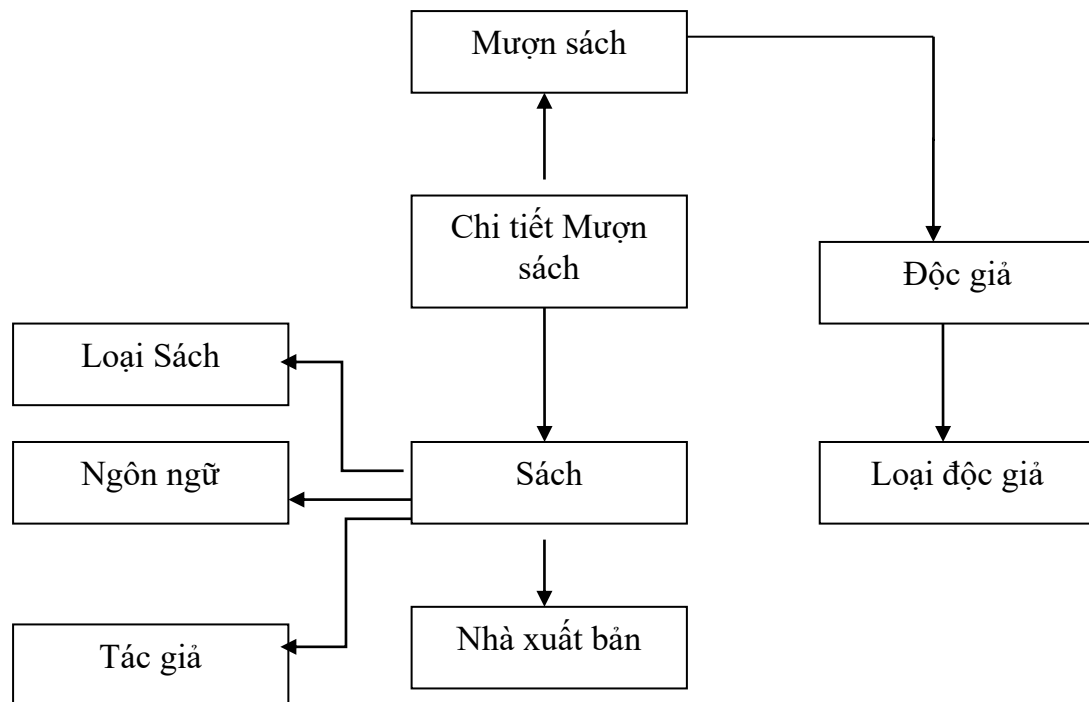 Mượn sách
Chi tiết Mượn
sách
Độc giả
Loại Sách
Ngôn ngữ
Sách
Loại độc giả
Tác giả
Nhà xuất bản